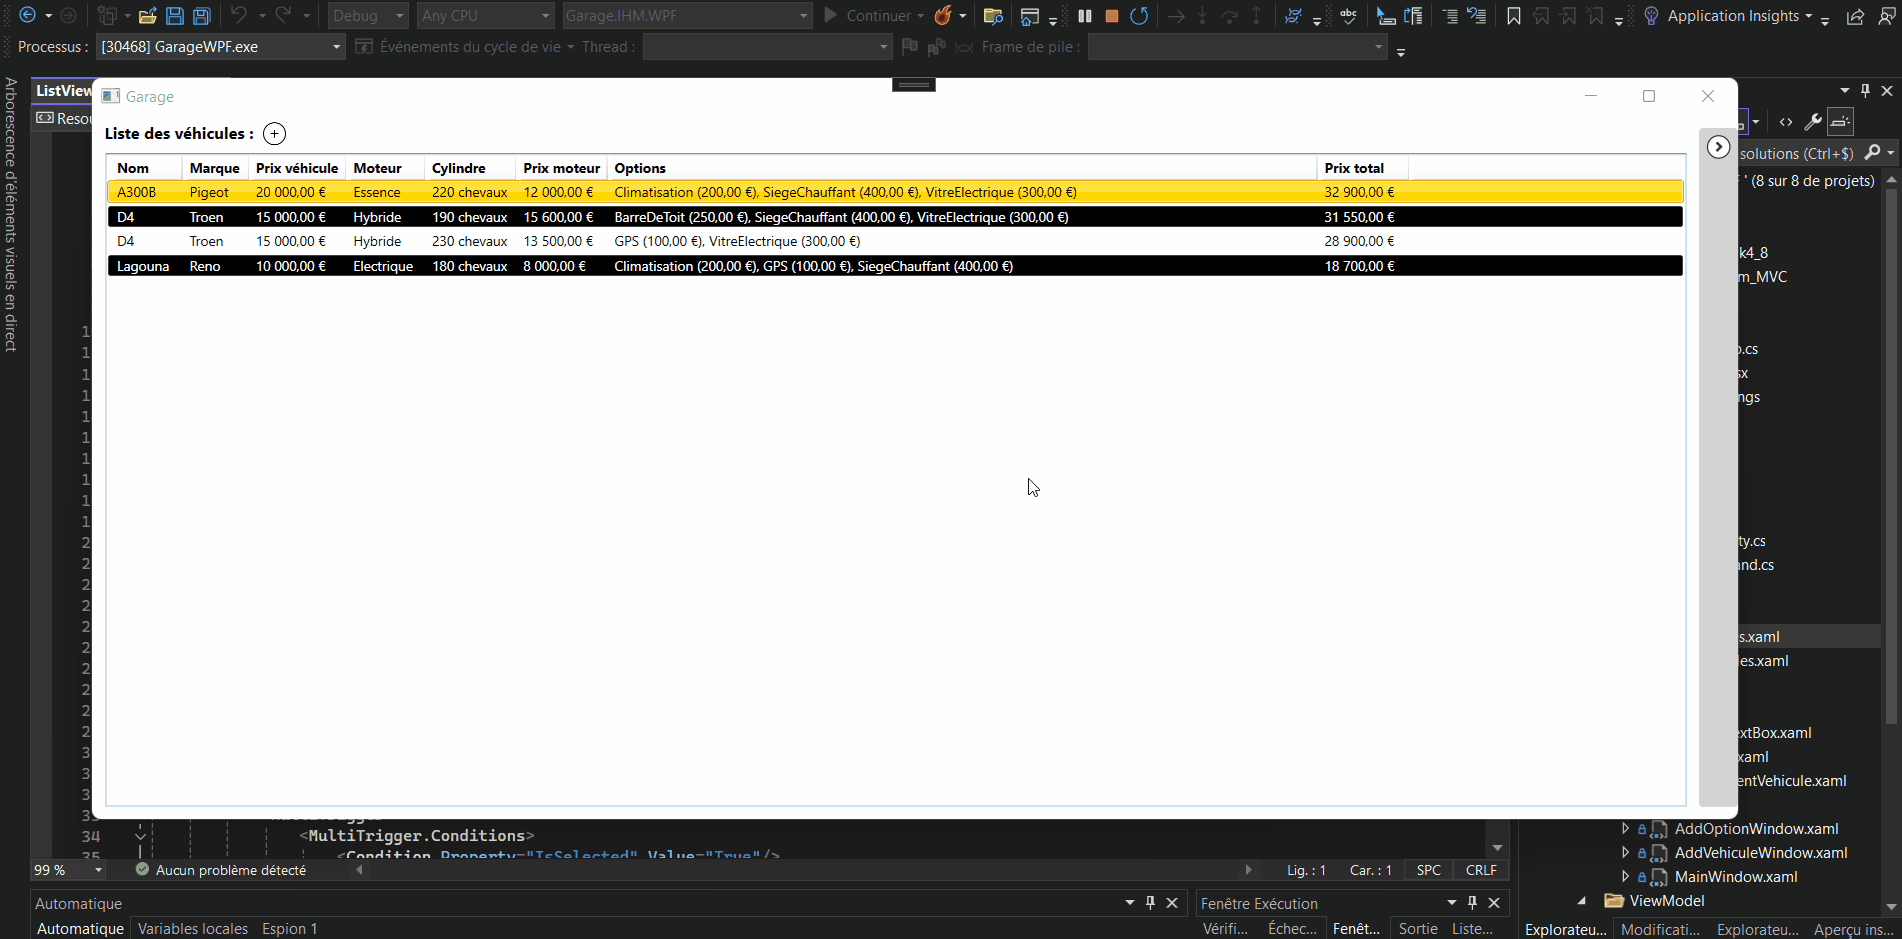 Debug Any CPU Garage.IHM.WPF Continuer Application Insights
Processus : [30468] GarageWPF.exe Événements du cycle de vie Thread : Frame de pile :
Arborescence d'éléments visuels en direct
ListView
Garage
Resou
Liste des véhicules :
Nom Marque Prix véhicule Moteur Cylindre Prix moteur Options Prix total
A300B Pigeot 20 000,00 € Essence 220 chevaux 12 000,00 € Climatisation (200,00 €), SiegeChauffant (400,00 €), VitreElectrique (300,00 €) 32 900,00 €
D4 Troen 15 000,00 € Hybride 190 chevaux 15 600,00 € BarreDeToit (250,00 €), SiegeChauffant (400,00 €), VitreElectrique (300,00 €) 31 550,00 €
D4 Troen 15 000,00 € Hybride 230 chevaux 13 500,00 € GPS (100,00 €), VitreElectrique (300,00 €) 28 900,00 €
Lagouna Reno 10 000,00 € Electrique 180 chevaux 8 000,00 € Climatisation (200,00 €), GPS (100,00 €), SiegeChauffant (400,00 €) 18 700,00 €
solutions (Ctrl+$)
' (8 sur 8 de projets)
k4_8
m_MVC
o.cs
sx
ngs
ty.cs
and.cs
s.xaml
les.xaml
extBox.xaml
xaml
entVehicule.xaml
AddOptionWindow.xaml
AddVehiculeWindow.xaml
MainWindow.xaml
ViewModel
34 <MultiTrigger.Conditions>
35 <Condition Property="IsSelected" Value="True"/>
99 % Aucun problème détecté Lig. : 1 Car. : 1 SPC CRLF
Automatique
Automatique Variables locales Espion 1
Fenêtre Exécution
Vérifi... Échec... Fenêt... Sortie Liste...
Explorateu... Modificati... Explorateu... Aperçu ins...